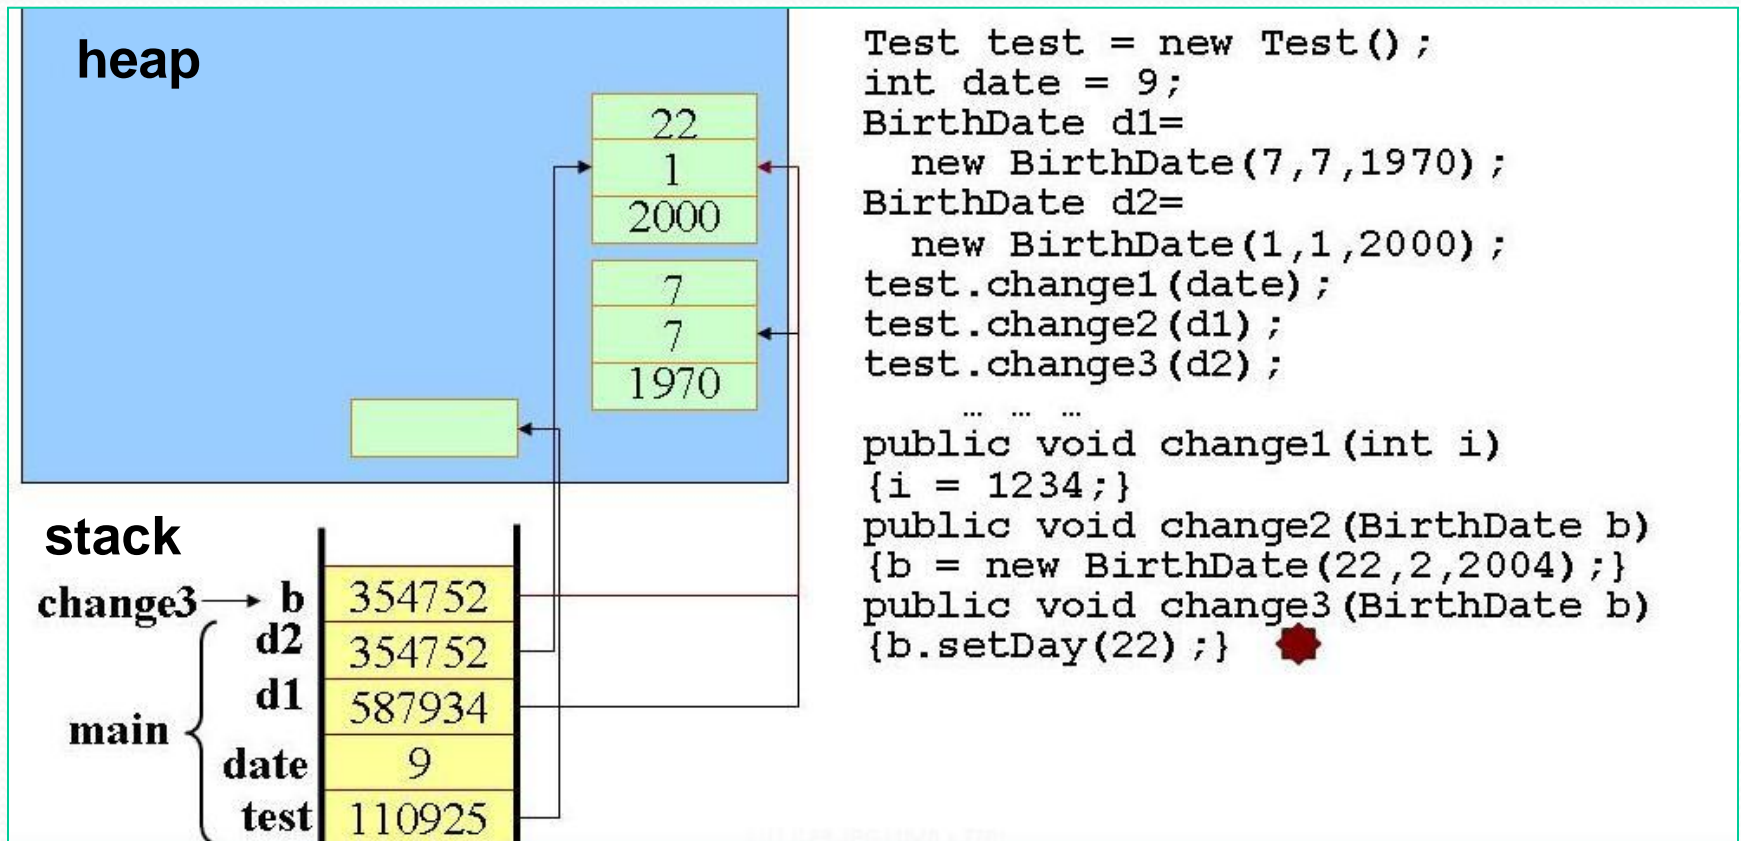 heap
22
1
2000
7
7
1970
stack
change3 b 354752
d2 354752
d1 587934
main
date 9
test 110925
Test test = new Test();
int date = 9;
BirthDate d1=
new BirthDate(7,7,1970);
BirthDate d2=
new BirthDate(1,1,2000);
test.change1(date);
test.change2(d1);
test.change3(d2);
… … …
public void change1(int i)
{i = 1234;}
public void change2(BirthDate b)
{b = new BirthDate(22,2,2004);}
public void change3(BirthDate b)
{b.setDay(22);}